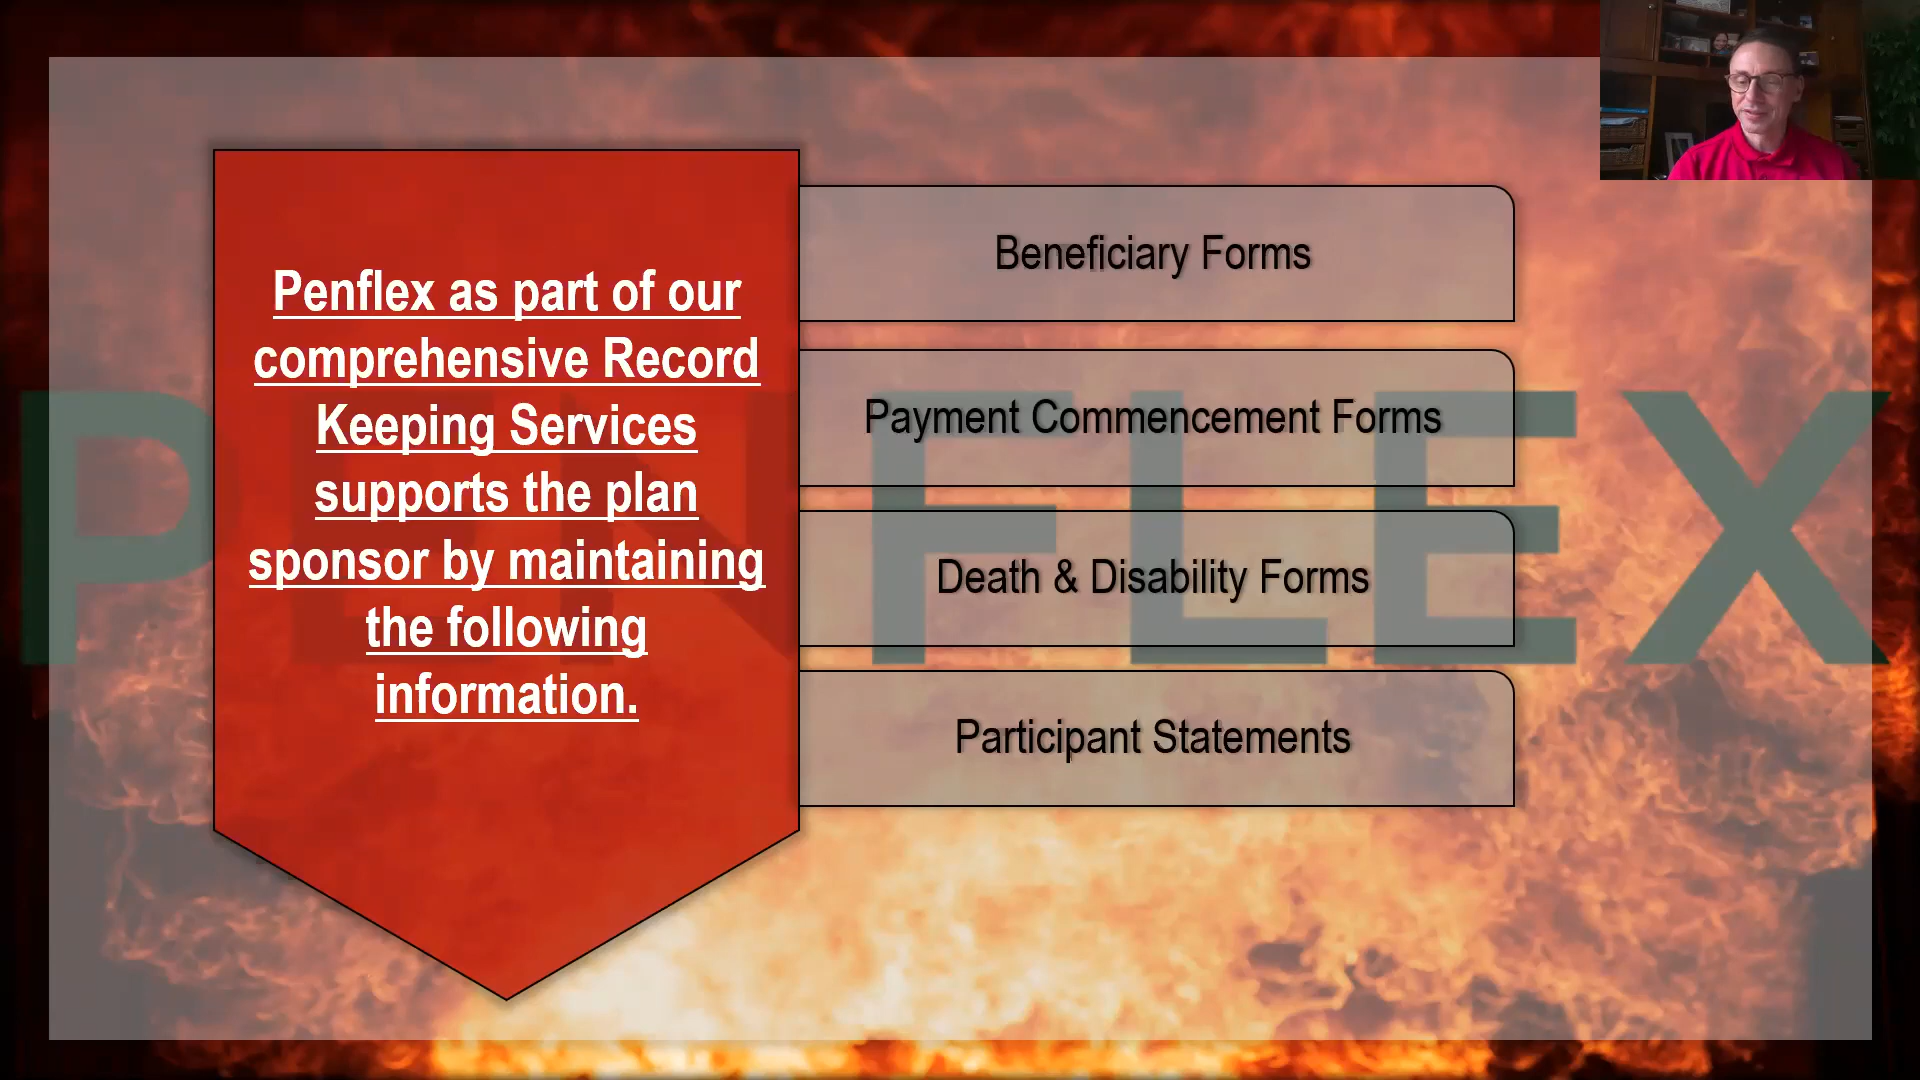 Penflex as part of our
comprehensive Record
Keeping Services
supports the plan
sponsor by maintaining
the following
information.
Beneficiary Forms
Payment Commencement Forms
Death & Disability Forms
Participant Statements
PENFLEX